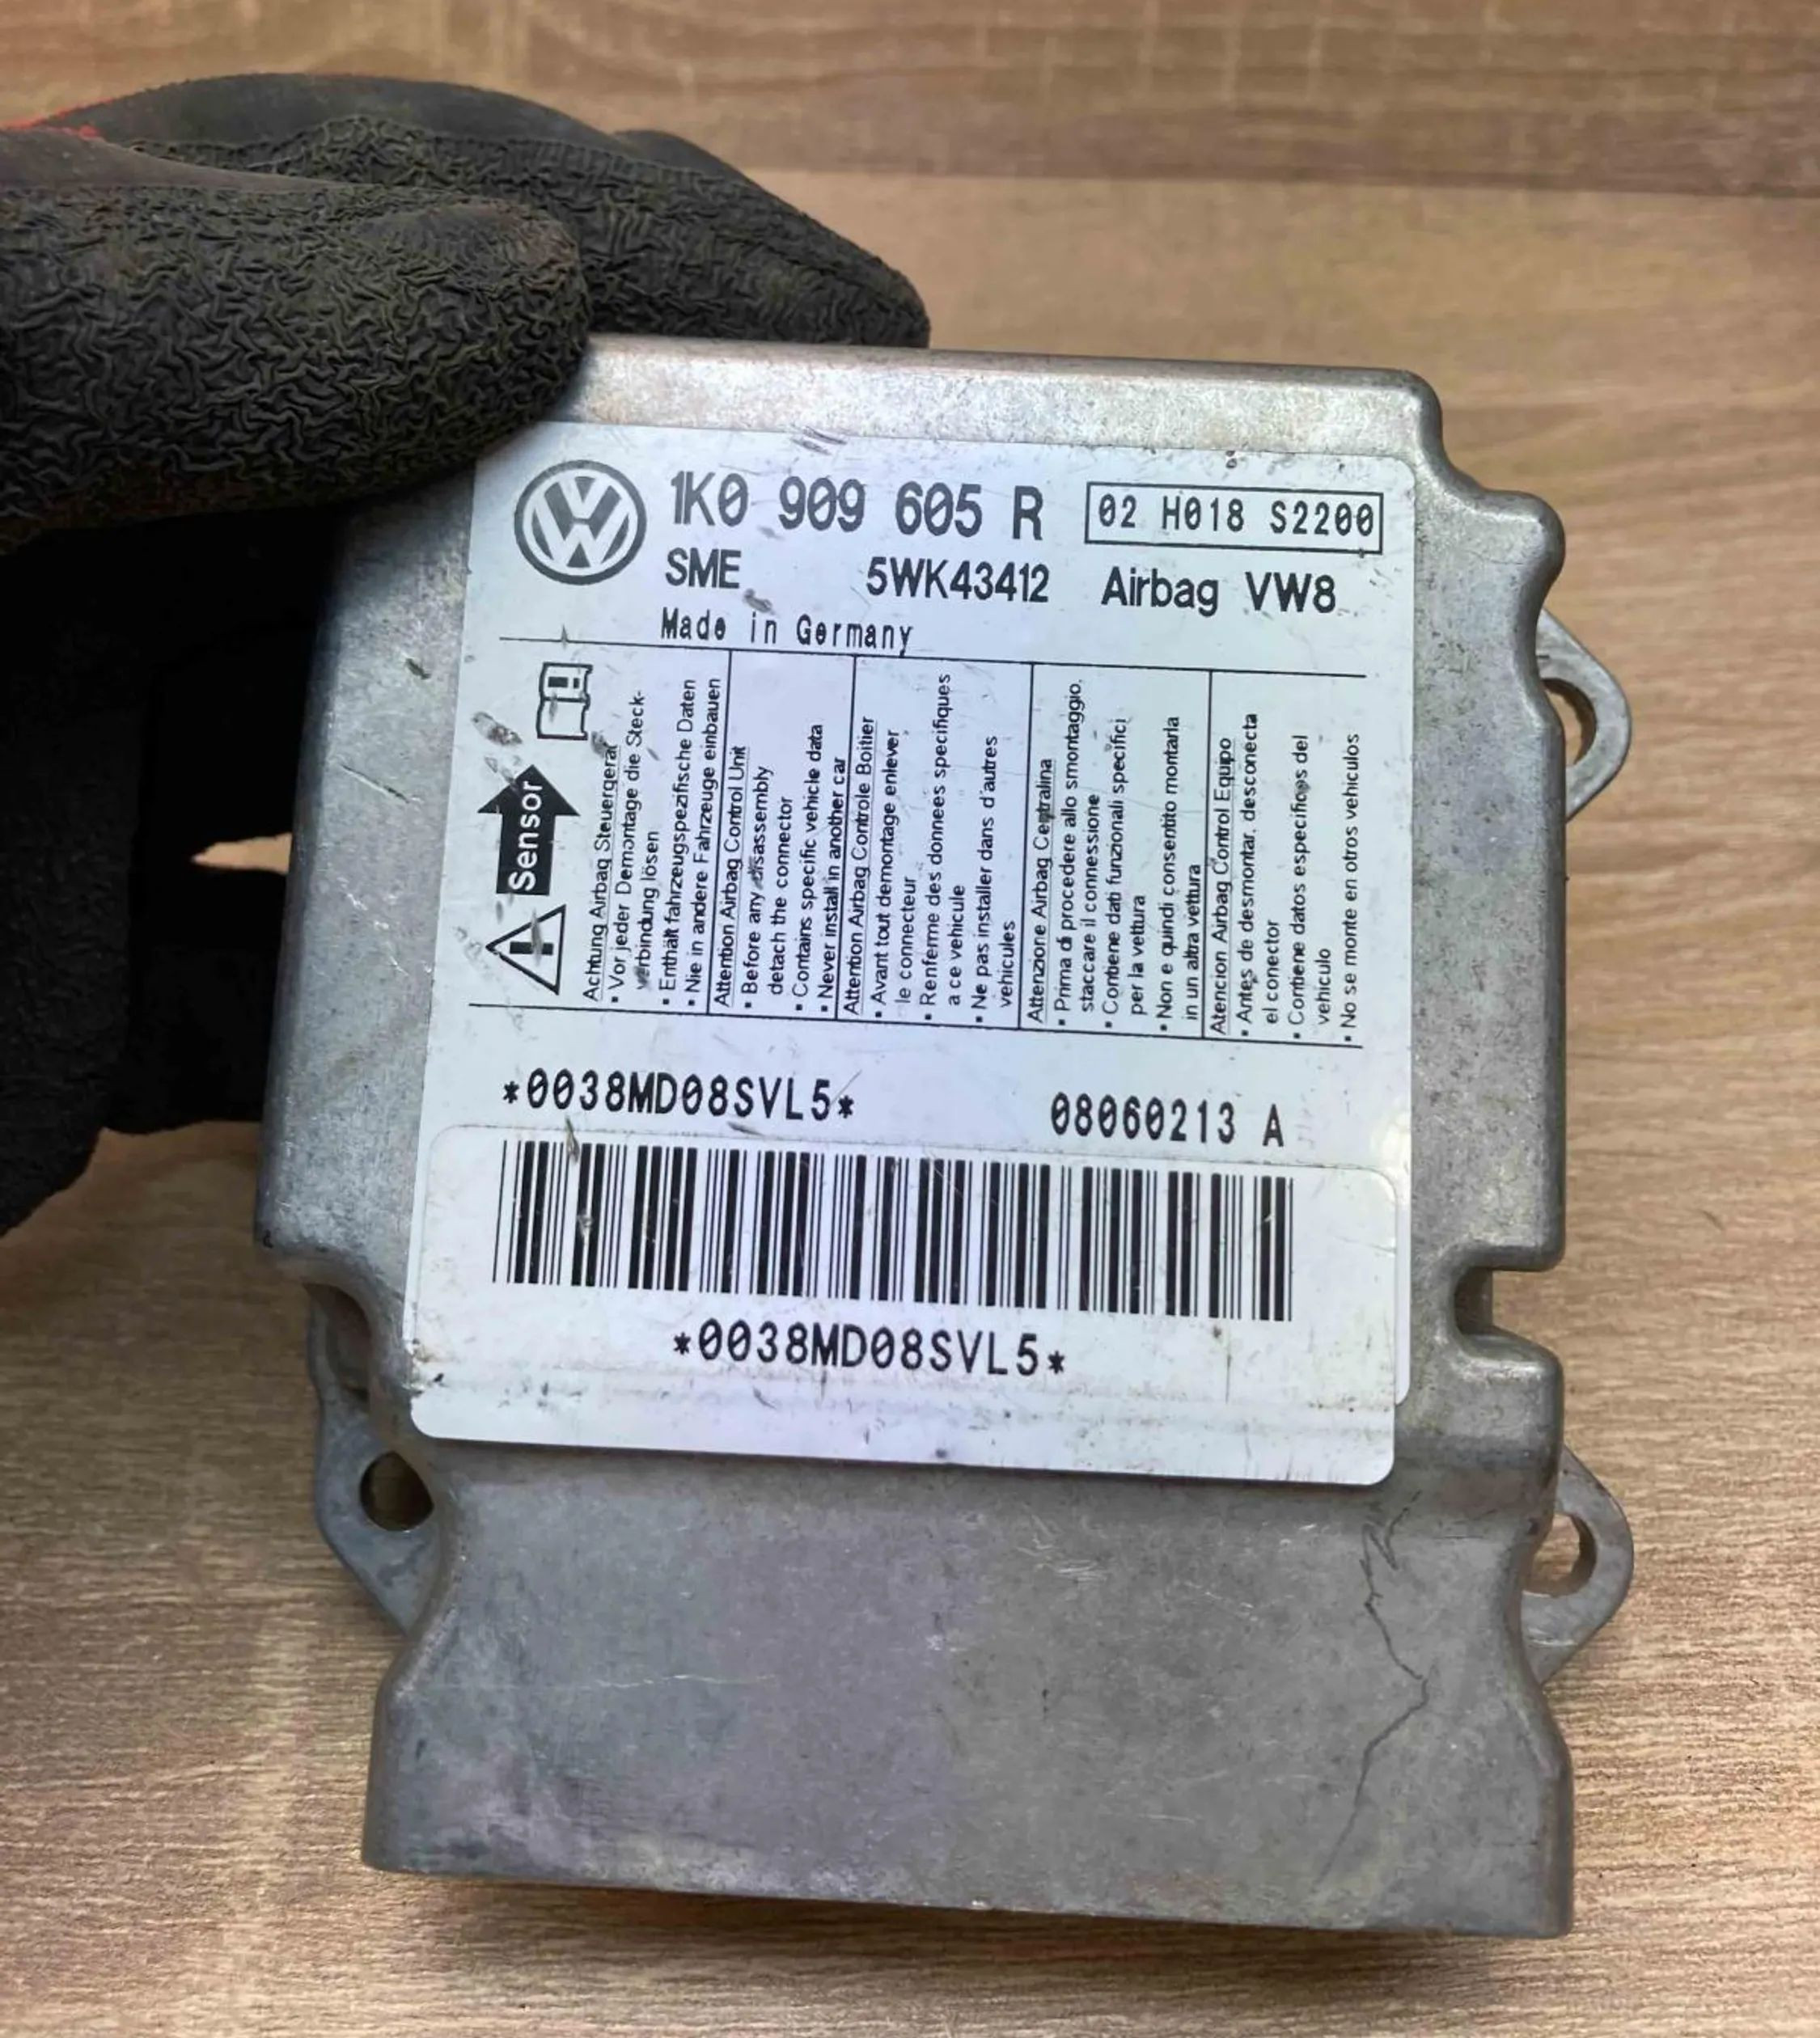 1K0 909 605 R
02 H018 S2200
SME 5WK43412 Airbag VW8
Made in Germany
Sensor
Achtung Airbag Steuergerät
• Vor jeder Demontage die Steck-
verbindung lösen
• Enthält fahrzeugspezifische Daten
• Nie in andere Fahrzeuge einbauen
Attention Airbag Control Unit
• Before any disassembly
detach the connector
• Contains specific vehicle data
• Never install in another car
Attention Airbag Controle Boitier
• Avant tout demontage enlever
le connecteur
• Renferme des donnees specifiques
a ce vehicule
• Ne pas installer dans d'autres
vehicules
Attenzione Airbag Centralina
• Prima di procedere allo smontaggio,
staccare il connessione
• Contiene dati funzionali specifici
per la vettura
• Non e quindi consentito montarla
in un altra vettura
Atencion Airbag Control Equipo
• Antes de desmontar, desconecta
el conector
• Contiene datos especificos del
vehiculo
• No se monte en otros vehiculos
*0038MD08SVL5*
08060213 A
*0038MD08SVL5*